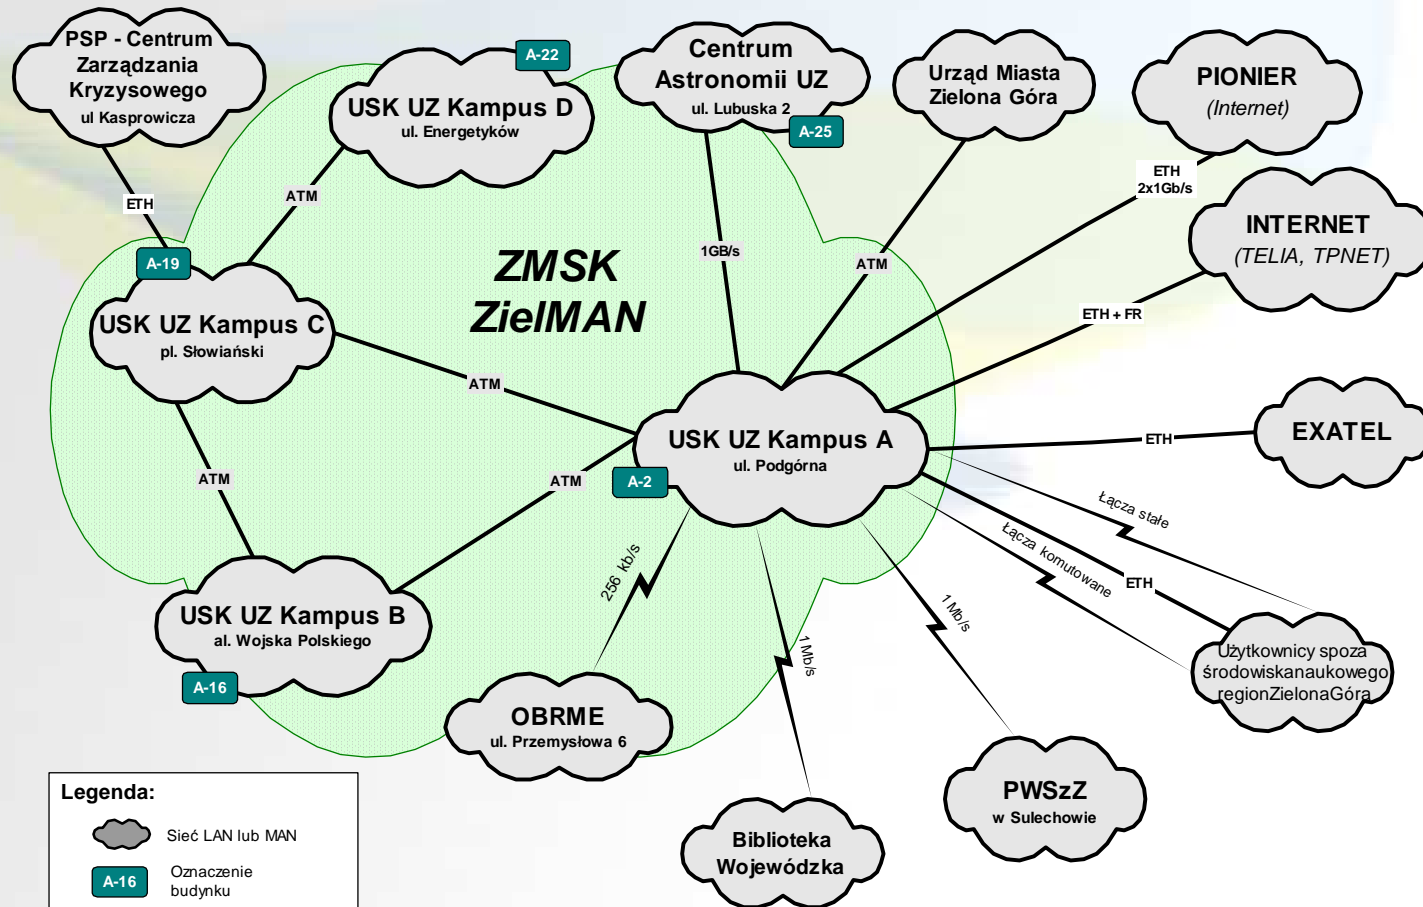 PSP - Centrum
Zarządzania
Kryzysowego
ul Kasprowicza
A-22
USK UZ Kampus D
ul. Energetyków
Centrum
Astronomii UZ
ul. Lubuska 2
A-25
Urząd Miasta
Zielona Góra
PIONIER
(Internet)
ETH
2x1Gb/s
ATM
ETH
INTERNET
(TELIA, TPNET)
A-19
ZMSK
ZielMAN
1GB/s
ATM
USK UZ Kampus C
pl. Słowiański
ETH + FR
ATM
USK UZ Kampus A
ul. Podgórna
A-2
ETH
EXATEL
ATM
ATM
Łącza stałe
Łącza komutowane
ETH
256 kb/s
1Mb/s
1Mb/s
USK UZ Kampus B
al. Wojska Polskiego
A-16
Użytkownicy spoza
środowiskanaukowego
regionZielonaGóra
OBRME
ul. Przemysłowa 6
PWSzZ
w Sulechowie
Biblioteka
Wojewódzka
Legenda:
Sieć LAN lub MAN
A-16
Oznaczenie
budynku